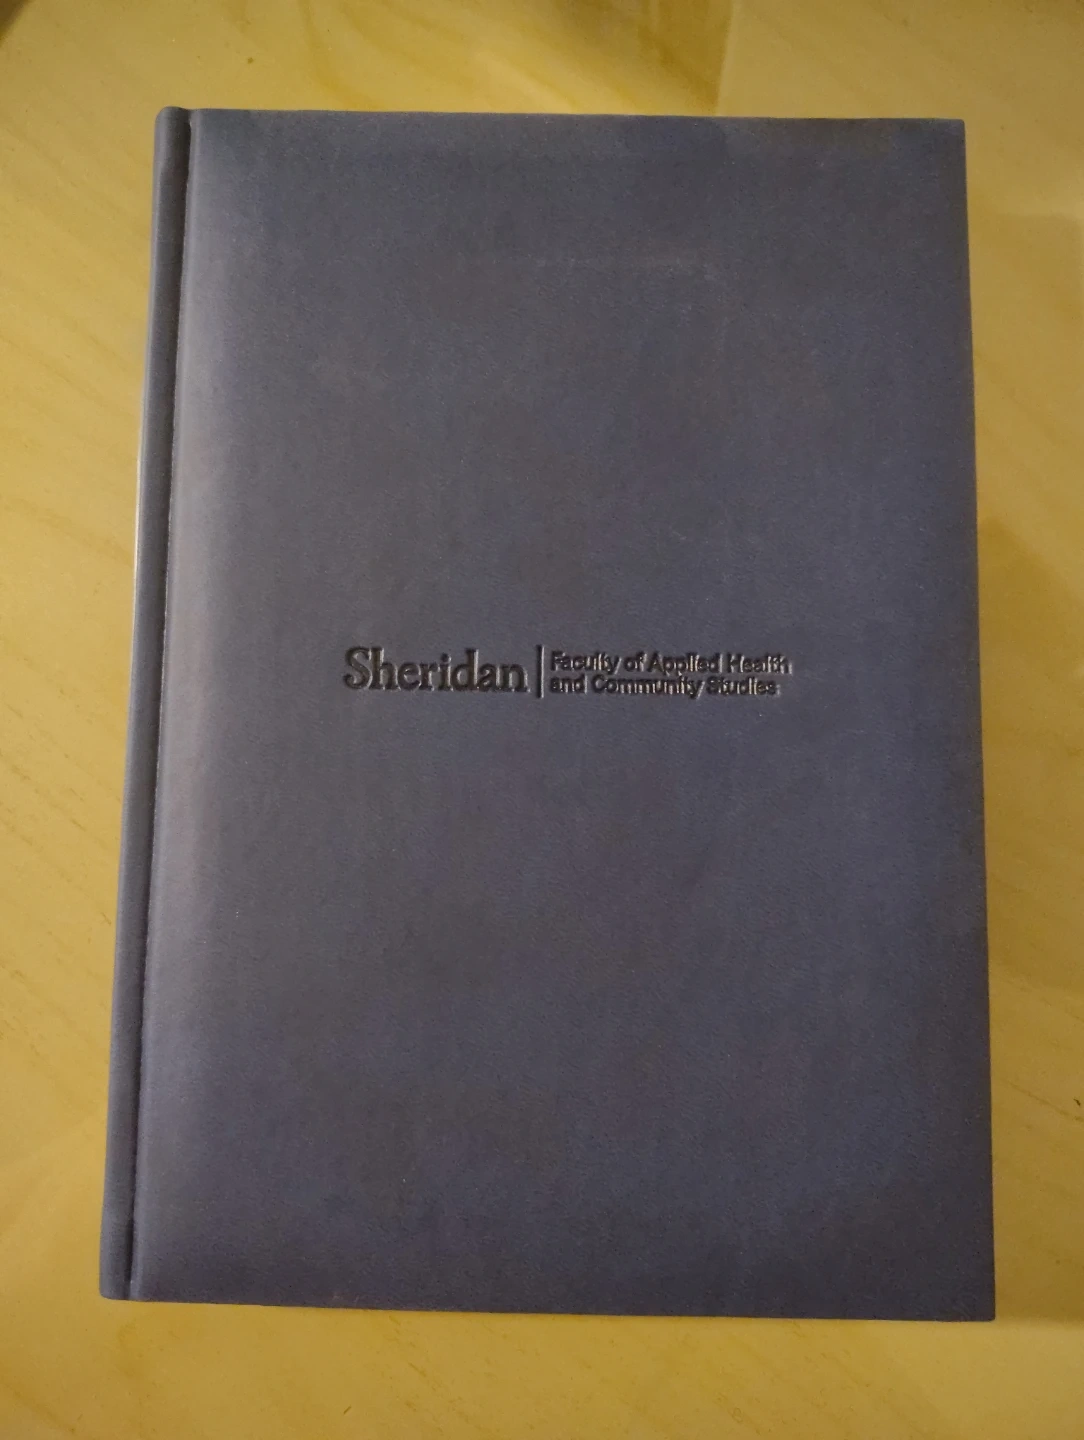 Sheridan
Faculty of Applied Health
and Community Studies